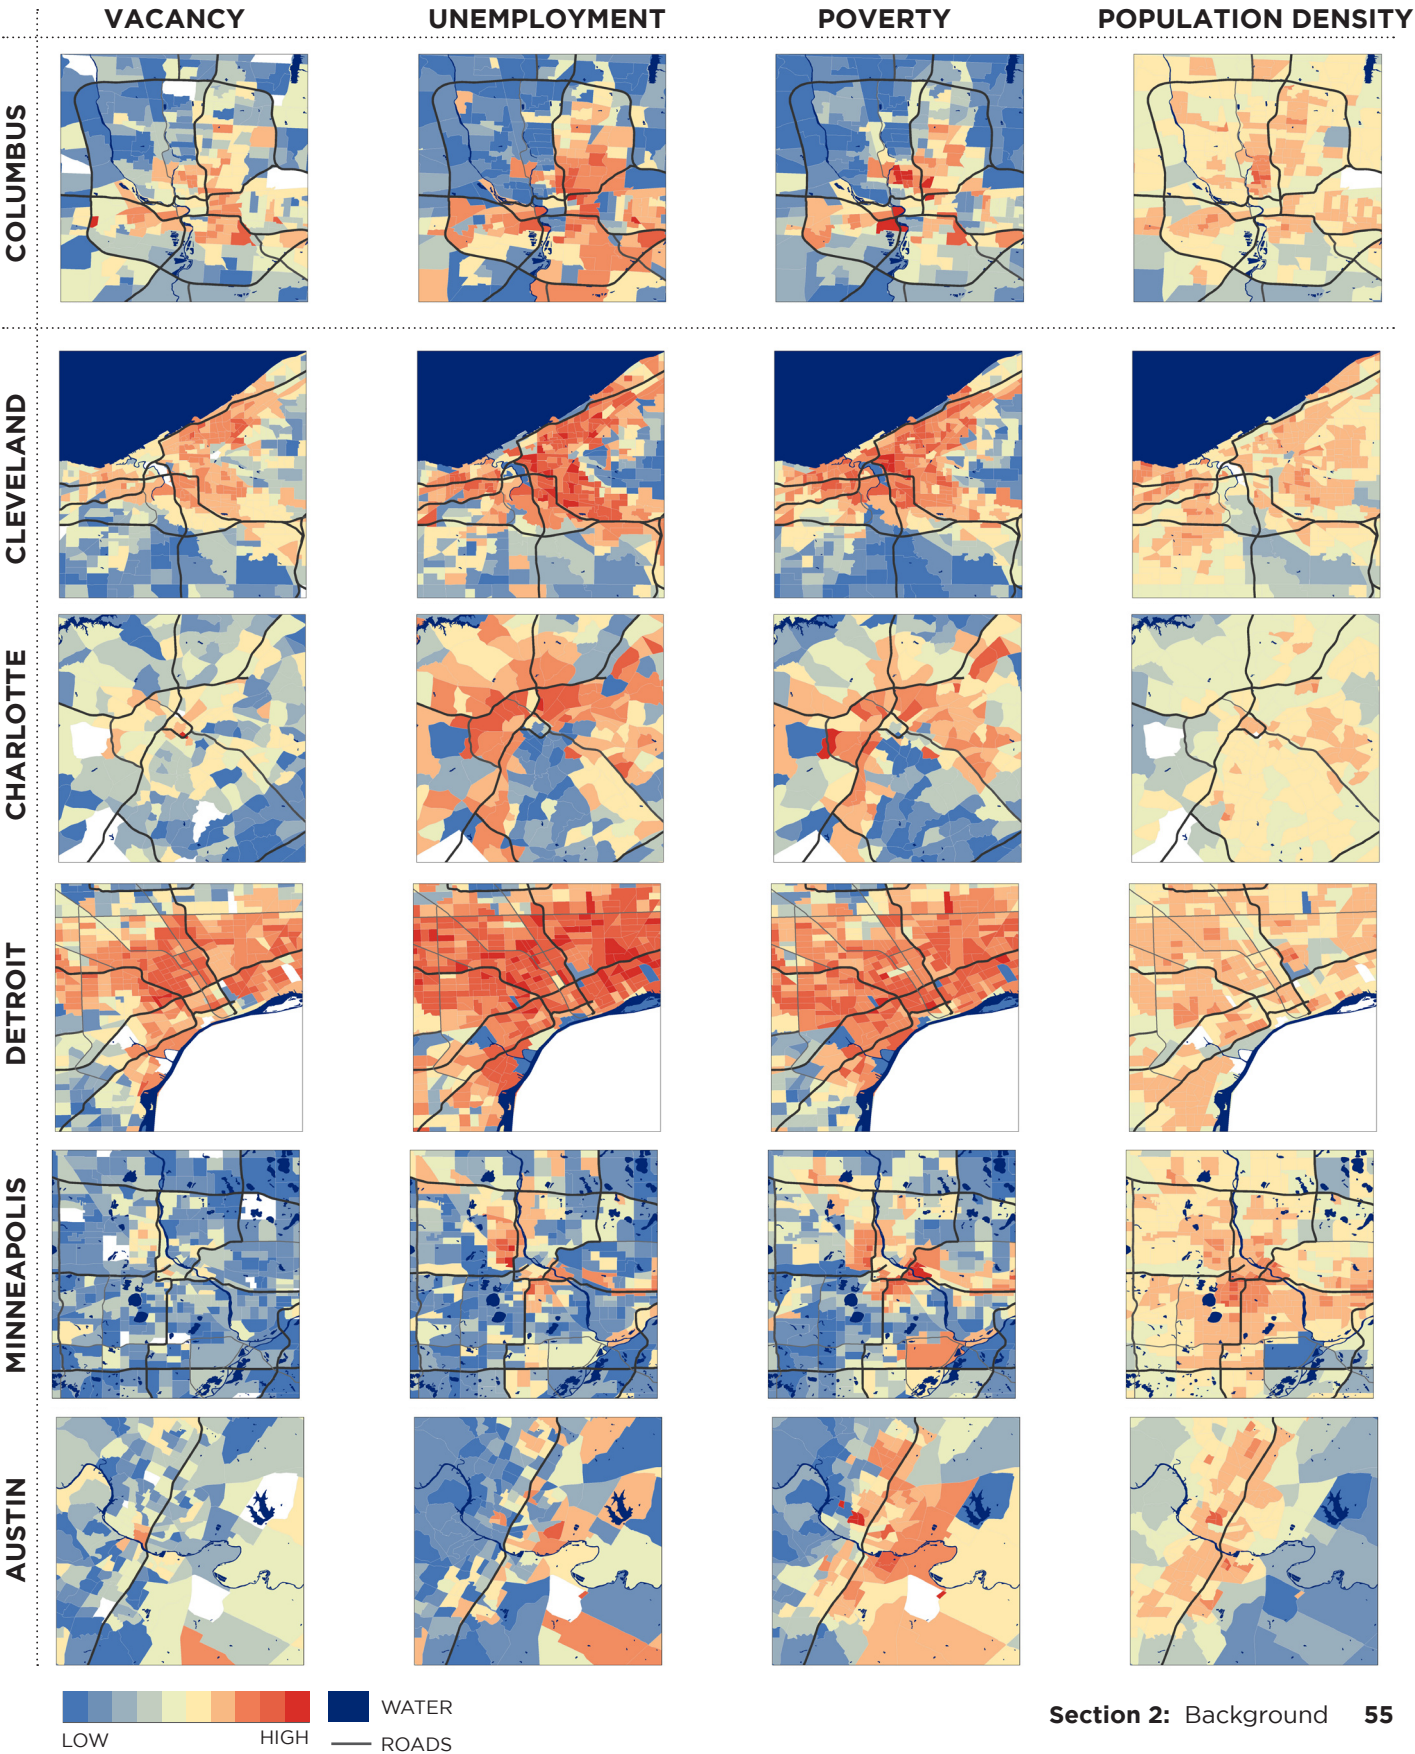 VACANCY UNEMPLOYMENT POVERTY POPULATION DENSITY
COLUMBUS
CLEVELAND
CHARLOTTE
DETROIT
MINNEAPOLIS
AUSTIN
LOW HIGH
WATER
ROADS
Section 2: Background 55